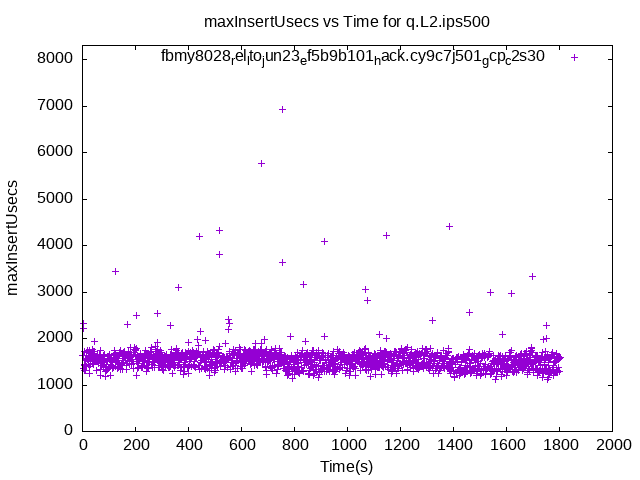 maxInsertUsecs vs Time for q.L2.ips500
fbmy8028relltojun23ef5b9b101hack.cy9c7j501gcpc2s30
8000
7000
6000
5000
4000
3000
2000
1000
0
maxInsertUsecs
0 200 400 600 800 1000 1200 1400 1600 1800 2000
Time(s)